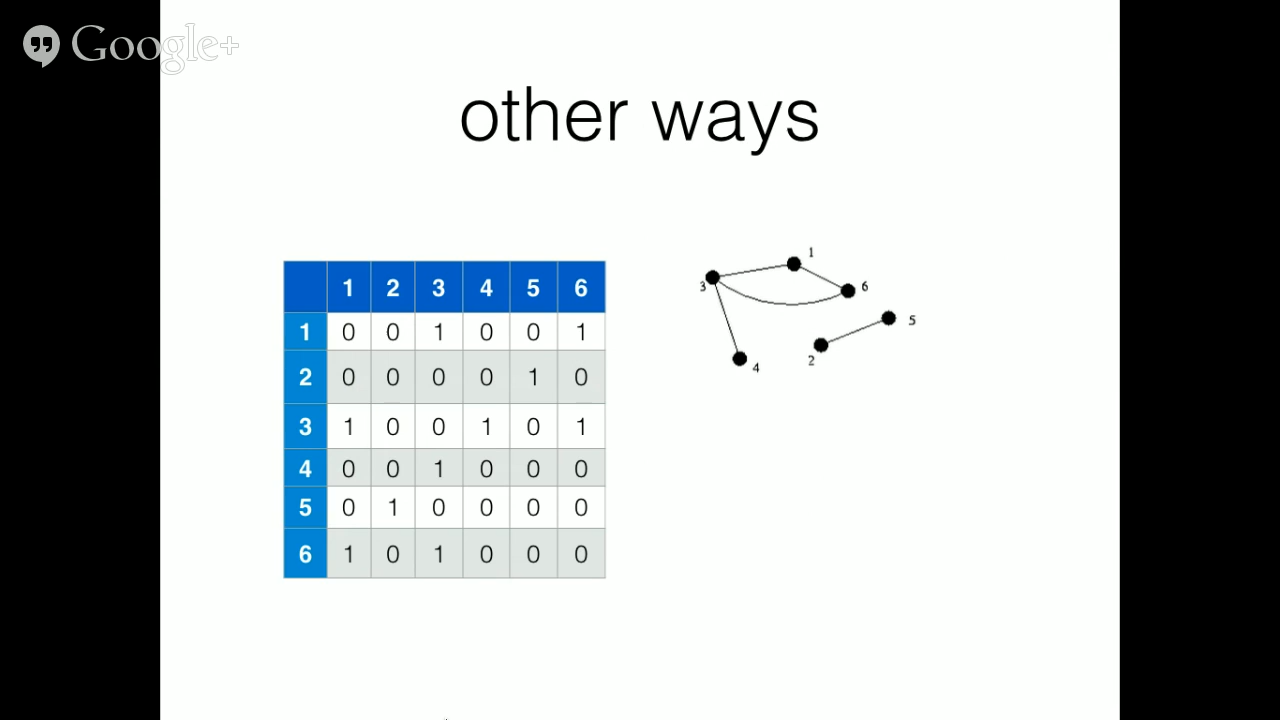 Google+
other ways
1 2 3 4 5 6
1 0 0 1 0 0 1
2 0 0 0 0 1 0
3 1 0 0 1 0 1
4 0 0 1 0 0 0
5 0 1 0 0 0 0
6 1 0 1 0 0 0
1
3
6
5
2
4